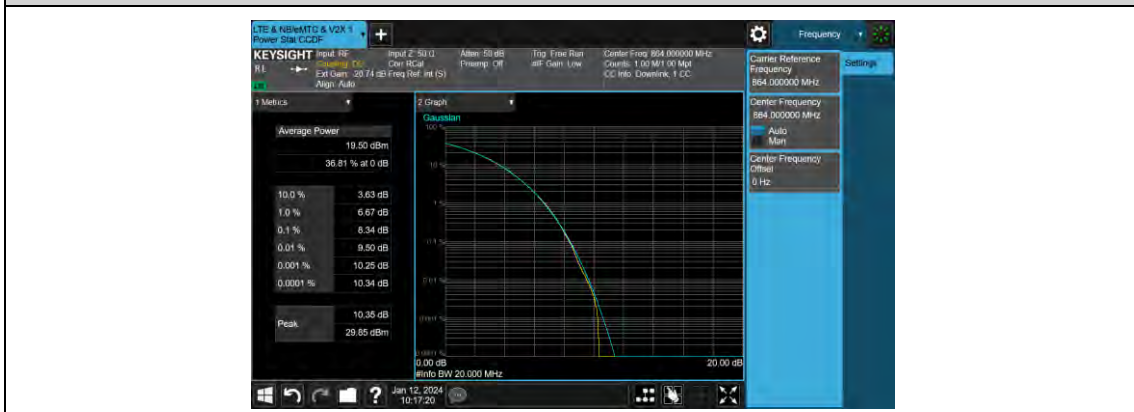 LTE & NB/eMTC & V2X 1
Power Stat CCDF
Frequency
KEYSIGHT
Input: RF
Coupling: DC
Ext Gain: -20.74 dB
Align: Auto
Input Z: 50 Ω
Corr RCal
Freq Ref: Int (S)
Atten: 50 dB
Preamp: Off
Trig: Free Run
#IF Gain: Low
Center Freq: 864.000000 MHz
Counts: 1.00 M/1.00 Mpt
CC Info: Downlink, 1 CC
Carrier Reference
Frequency
864.000000 MHz
Settings
Center Frequency
864.000000 MHz
Auto
Man
Center Frequency
Offset
0 Hz
1 Metrics
Average Power
19.50 dBm
36.81 % at 0 dB
10.0 % 3.63 dB
1.0 % 6.67 dB
0.1 % 8.34 dB
0.01 % 9.50 dB
0.001 % 10.25 dB
0.0001 % 10.34 dB
Peak
10.35 dB
29.85 dBm
2 Graph
Gaussian
100 %
10 %
1 %
0.1 %
0.01 %
0.001 %
0.0001 %
0.00 dB
20.00 dB
#Info BW 20.000 MHz
?
Jan 12, 2024
10:17:20